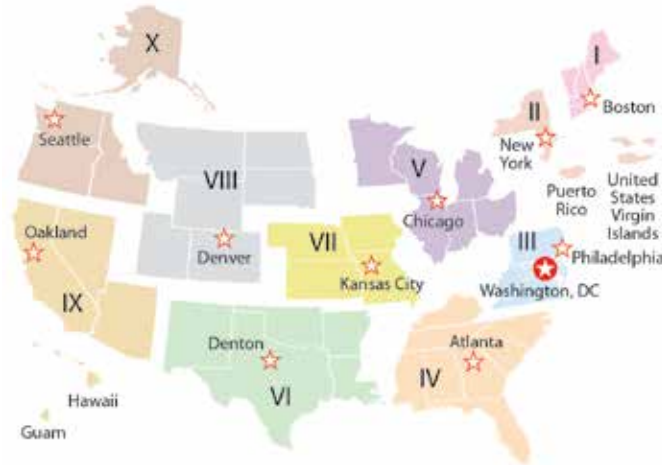 X
I
Seattle
II
Boston
New
York
V
VIII
Puerto
Rico
United
States
Virgin
Islands
Chicago
III
Oakland
VII
Denver
Philadelphia
Kansas City
Washington, DC
IX
Denton
Atlanta
IV
Hawaii
VI
Guam